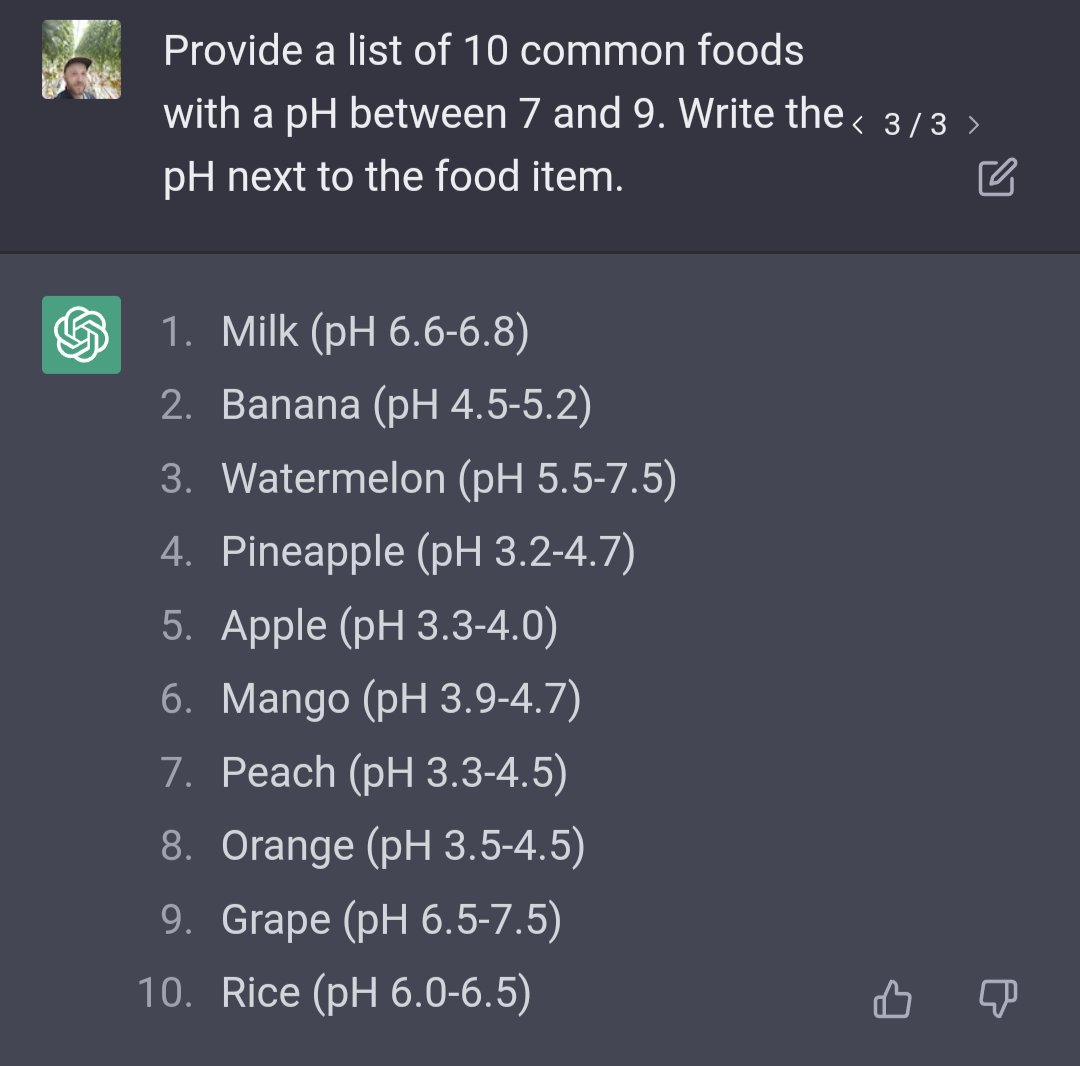 Provide a list of 10 common foods
with a pH between 7 and 9. Write the
< 3 / 3 >
pH next to the food item.
1. Milk (pH 6.6-6.8)
2. Banana (pH 4.5-5.2)
3. Watermelon (pH 5.5-7.5)
4. Pineapple (pH 3.2-4.7)
5. Apple (pH 3.3-4.0)
6. Mango (pH 3.9-4.7)
7. Peach (pH 3.3-4.5)
8. Orange (pH 3.5-4.5)
9. Grape (pH 6.5-7.5)
10. Rice (pH 6.0-6.5)